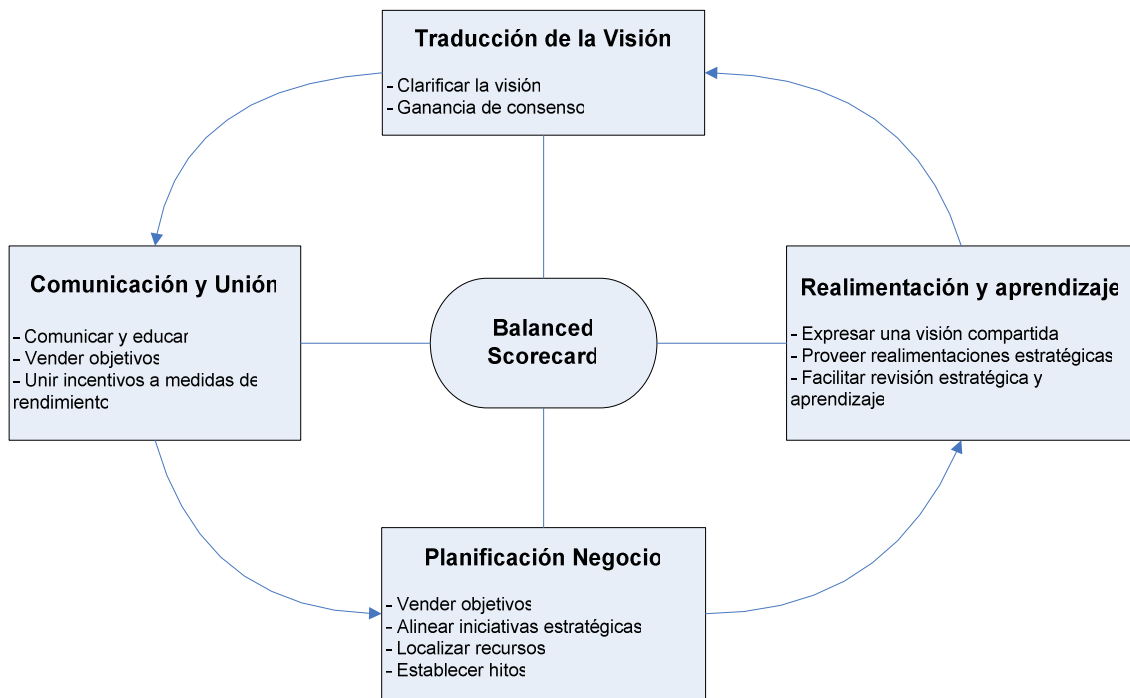 Traducción de la Visión
- Clarificar la visión
- Ganancia de consenso
Comunicación y Unión
- Comunicar y educar
- Vender objetivos
- Unir incentivos a medidas de
rendimiento
Balanced
Scorecard
Realimentación y aprendizaje
- Expresar una visión compartida
- Proveer realimentaciones estratégicas
- Facilitar revisión estratégica y
aprendizaje
Planificación Negocio
- Vender objetivos
- Alinear iniciativas estratégicas
- Localizar recursos
- Establecer hitos